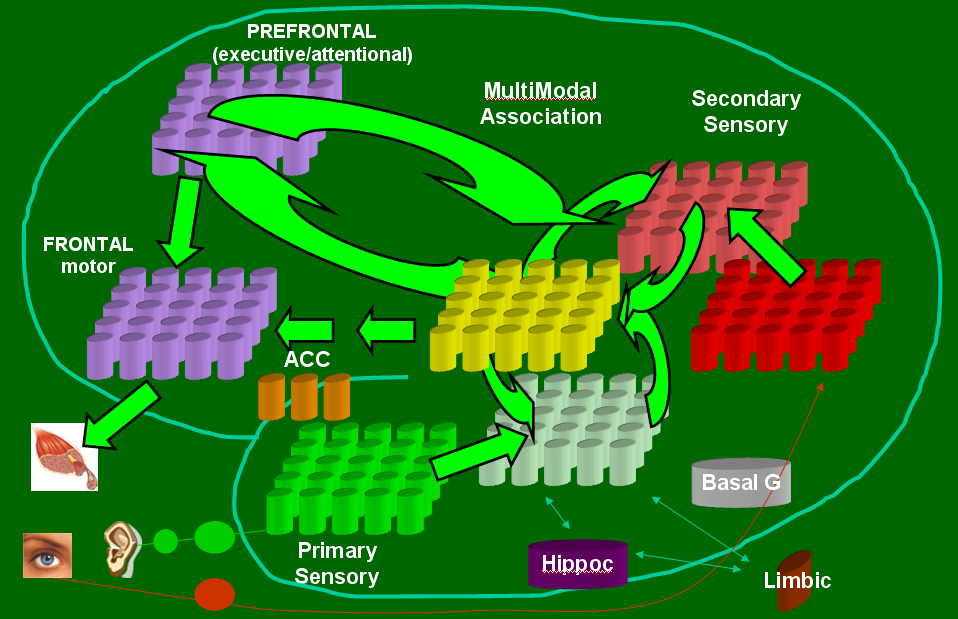 PREFRONTAL
(executive/attentional)
MultiModal
Association
Secondary
Sensory
FRONTAL
motor
ACC
Basal G
Primary
Sensory
Hippoc
Limbic